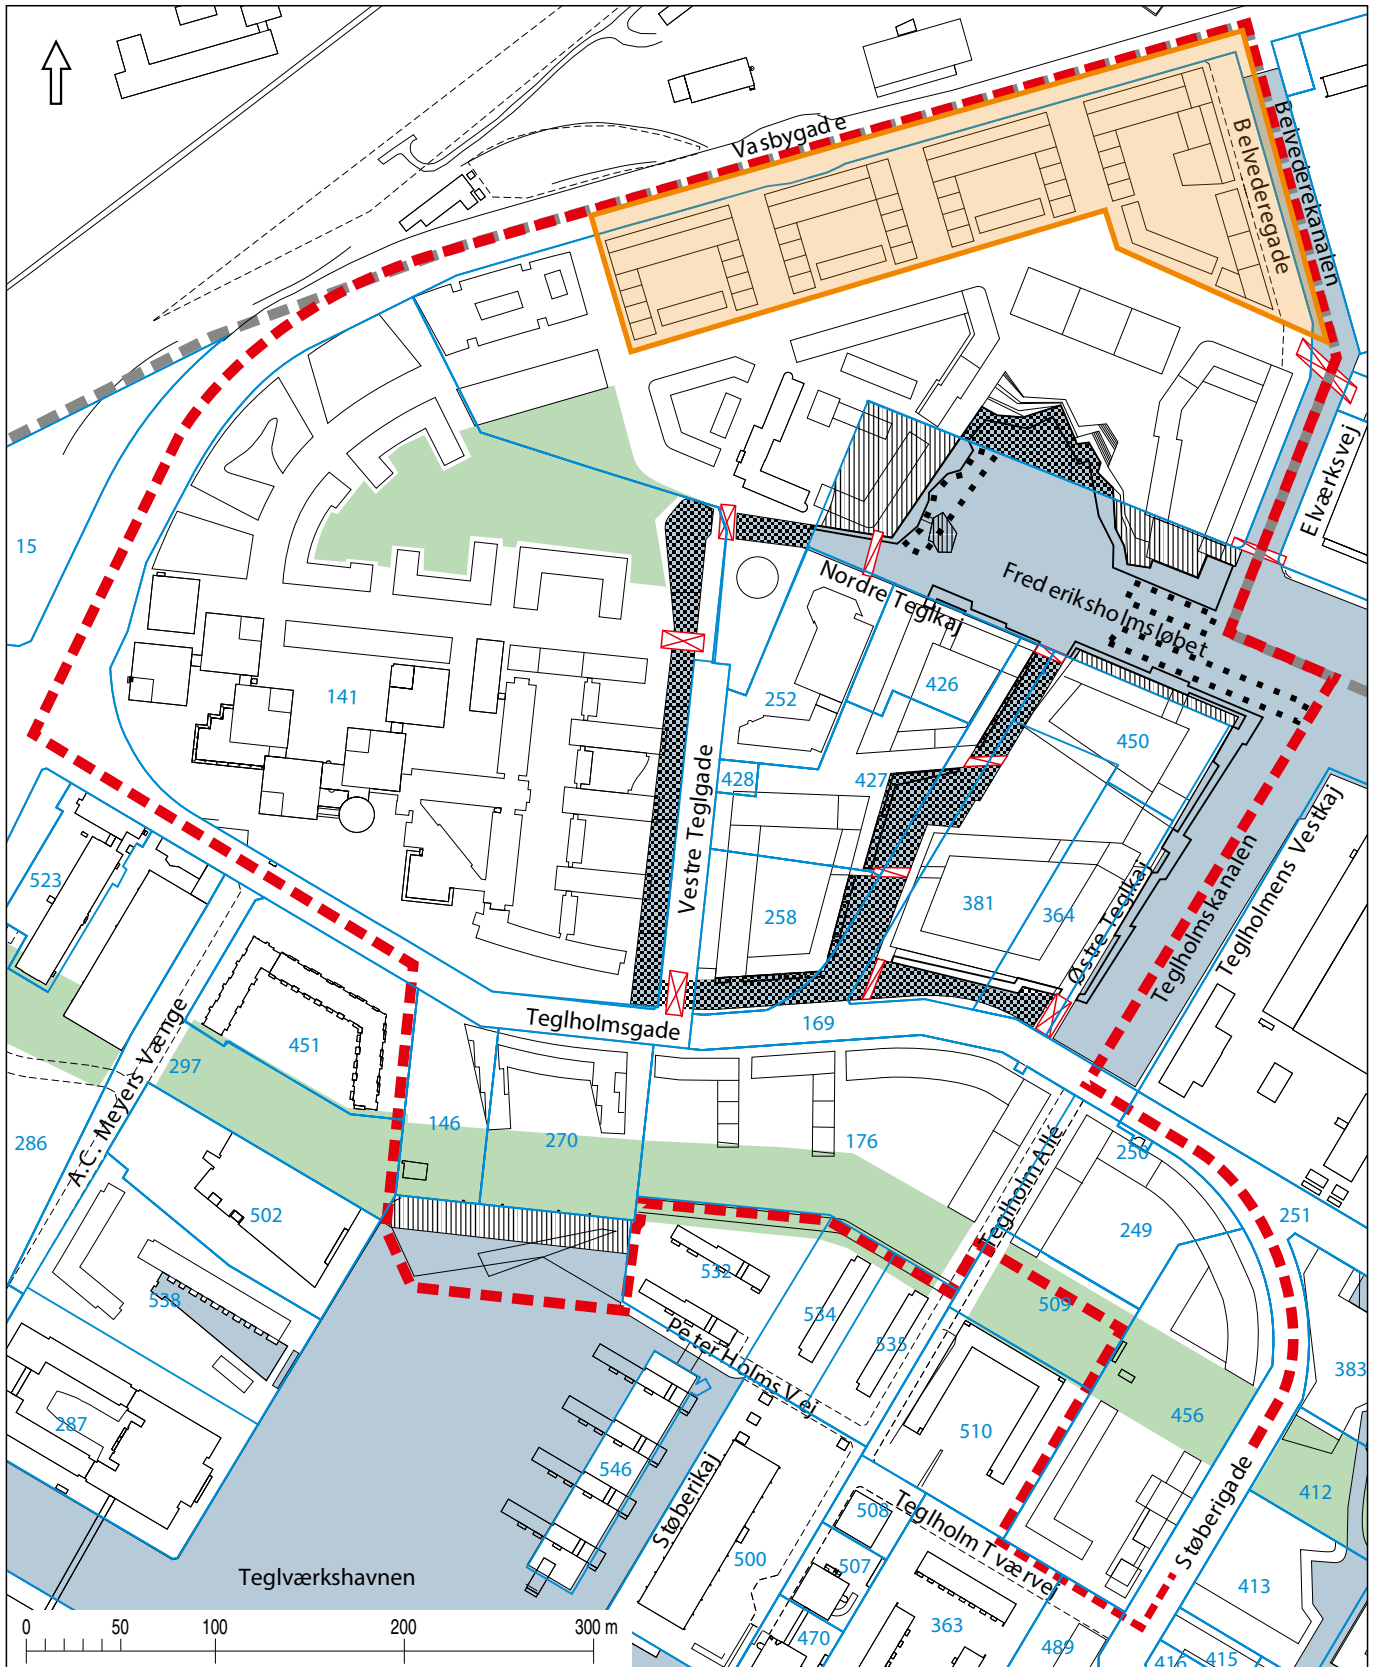 Vasbygade
Belvederekanalen
Belvederegade
Elværksvej
15
Nordre Teglkaj
Frederiksholmsløbet
141
252
426
450
428
427
Vestre Teglgade
Teglholmens Vestkaj
Teglholmskanalen
Østre Teglkaj
523
258
381
364
451
Teglholmsgade
169
297
A.C. Meyers Vænge
286
146
270
176
Teglholm Allé
250
249
251
502
532
509
538
534
535
383
Peter Holms Vej
287
456
510
546
412
Støberikaj
Støberigade
508
Teglholm Tværvej
500
507
413
Teglværkshavnen
470
363
489
416
415
0 50 100 200 300 m